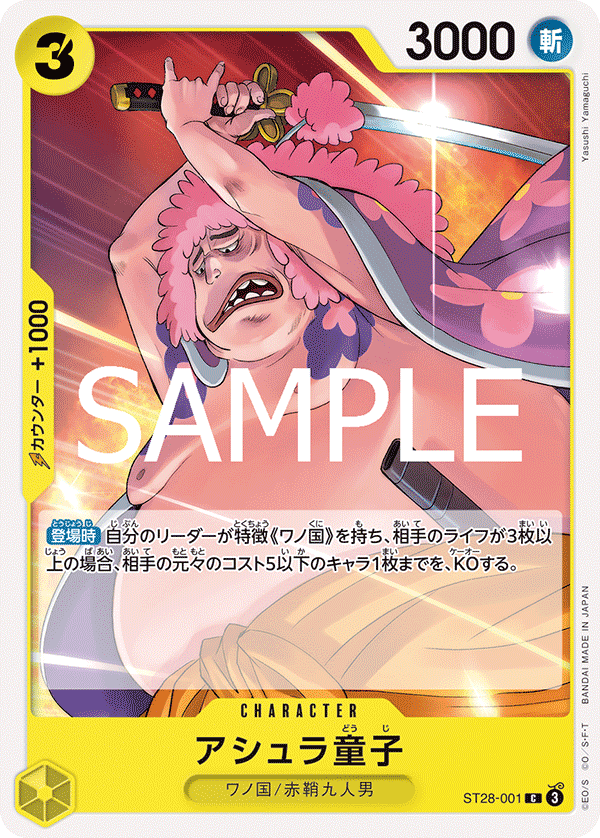 3
3000
斬
Yasushi Yamaguchi
カウンター +1000
SAMPLE
登場時 自分のリーダーが特徴《ワノ国》を持ち、相手のライフが3枚以
上の場合、相手の元々のコスト5以下のキャラ1枚までを、KOする。
CHARACTER
アシュラ童子
どうじ
ワノ国/赤鞘九人男
ST28-001 C 3
©EO/S ©O/S・F・T BANDAI MADE IN JAPAN